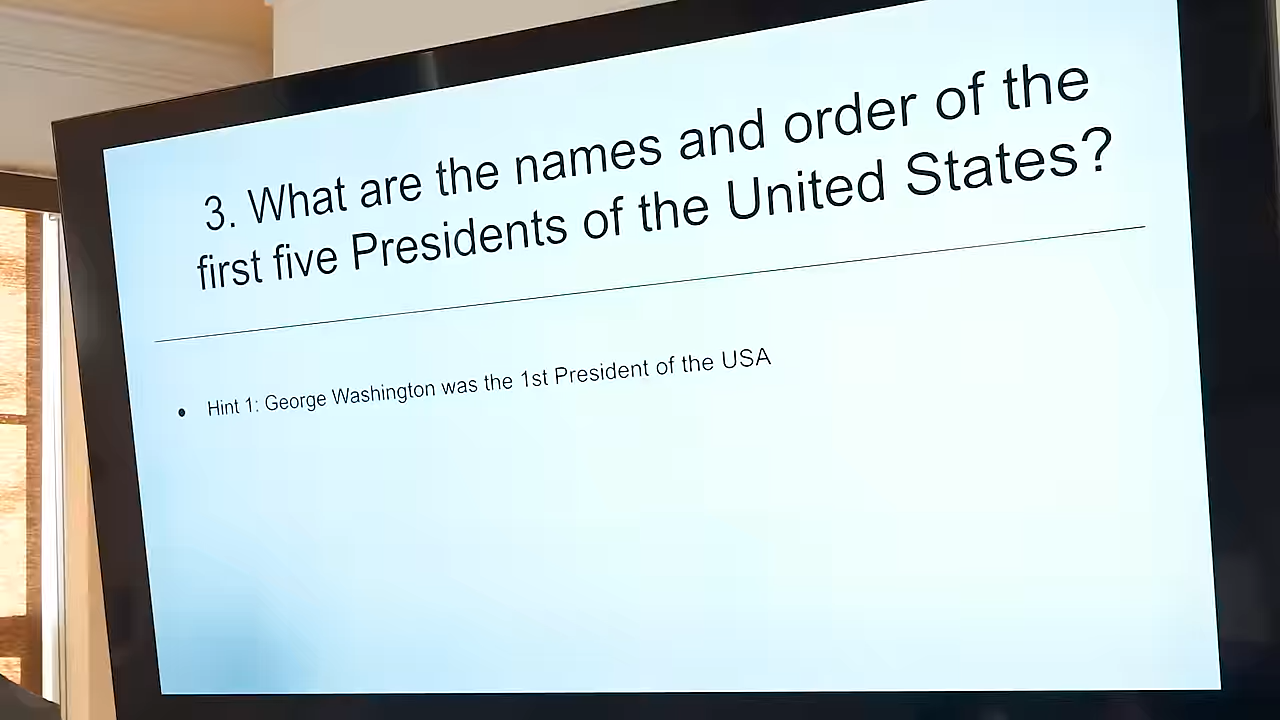 3. What are the names and order of the
first five Presidents of the United States?
• Hint 1: George Washington was the 1st President of the USA